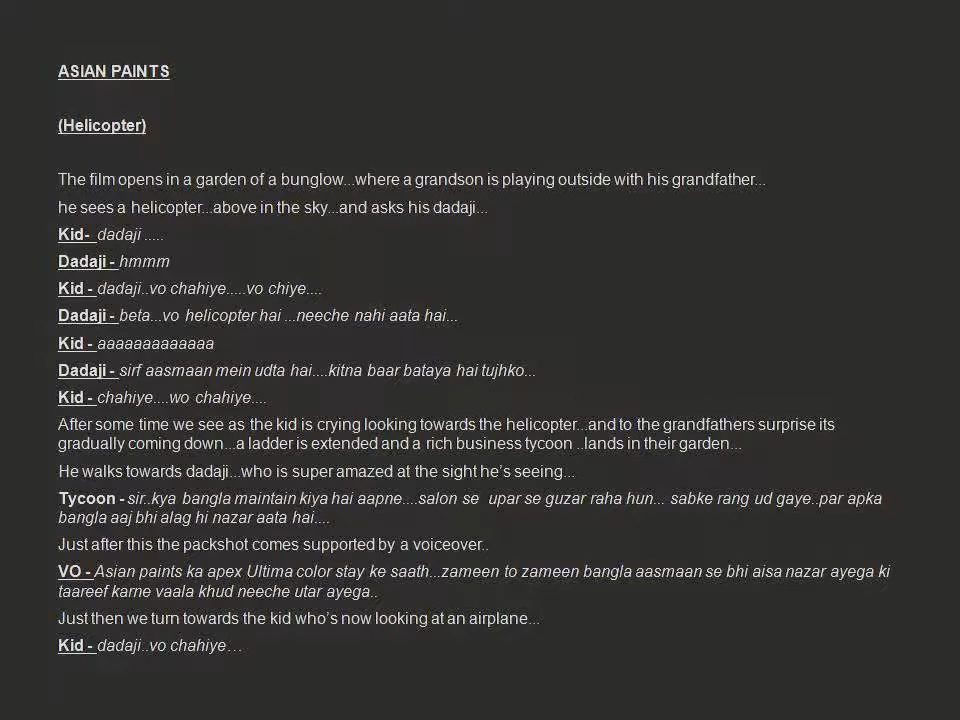 ASIAN PAINTS
(Helicopter)
The film opens in a garden of a bunglow...where a grandson is playing outside with his grandfather...
he sees a helicopter...above in the sky...and asks his dadaji...
Kid- dadaji .....
Dadaji - hmmm
Kid - dadaji..vo chahiye.....vo chiye....
Dadaji - beta...vo helicopter hai ...neeche nahi aata hai...
Kid - aaaaaaaaaaaaa
Dadaji - sirf aasmaan mein udta hai....kitna baar bataya hai tujhko...
Kid - chahiye....wo chahiye....
After some time we see as the kid is crying looking towards the helicopter...and to the grandfathers surprise its
gradually coming down...a ladder is extended and a rich business tycoon ..lands in their garden...
He walks towards dadaji...who is super amazed at the sight he's seeing...
Tycoon - sir..kya bangla maintain kiya hai aapne....salon se upar se guzar raha hun... sabke rang ud gaye..par apka
bangla aaj bhi alag hi nazar aata hai....
Just after this the packshot comes supported by a voiceover..
VO - Asian paints ka apex Ultima color stay ke saath...zameen to zameen bangla aasmaan se bhi aisa nazar ayega ki
taareef karne vaala khud neeche utar ayega..
Just then we turn towards the kid who's now looking at an airplane...
Kid - dadaji..vo chahiye…